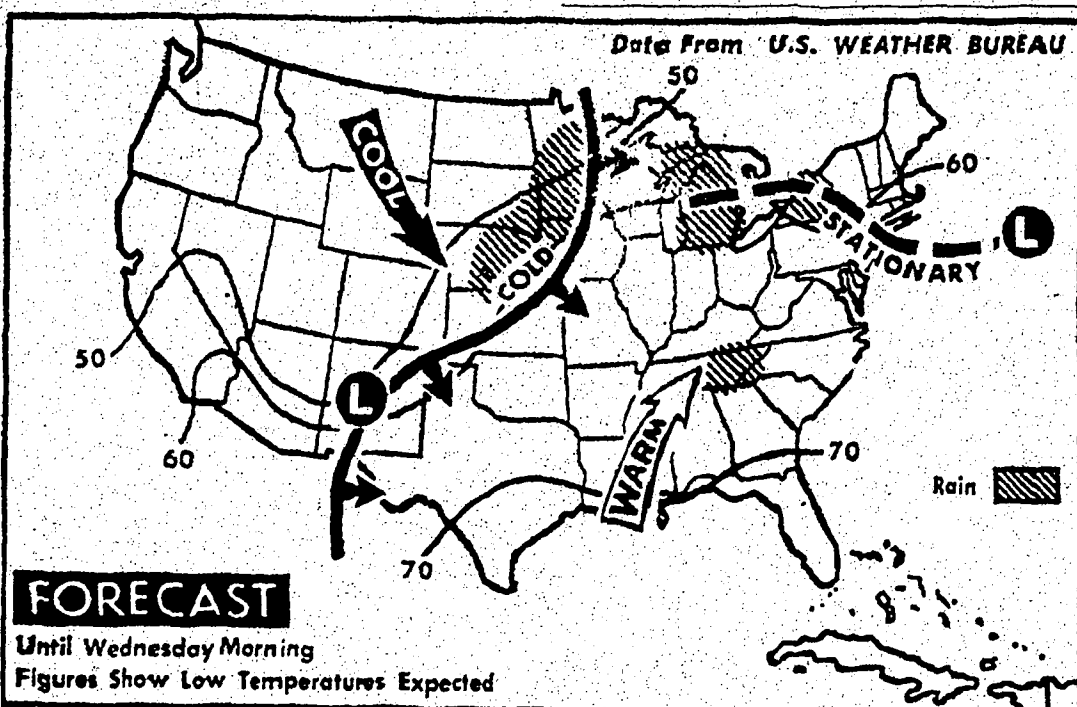 Data From U.S. WEATHER BUREAU
50
COOL
60
L
STATIONARY
COLD
50
L
60
WARM
70
Rain
70
FORECAST
Until Wednesday Morning
Figures Show Low Temperatures Expected